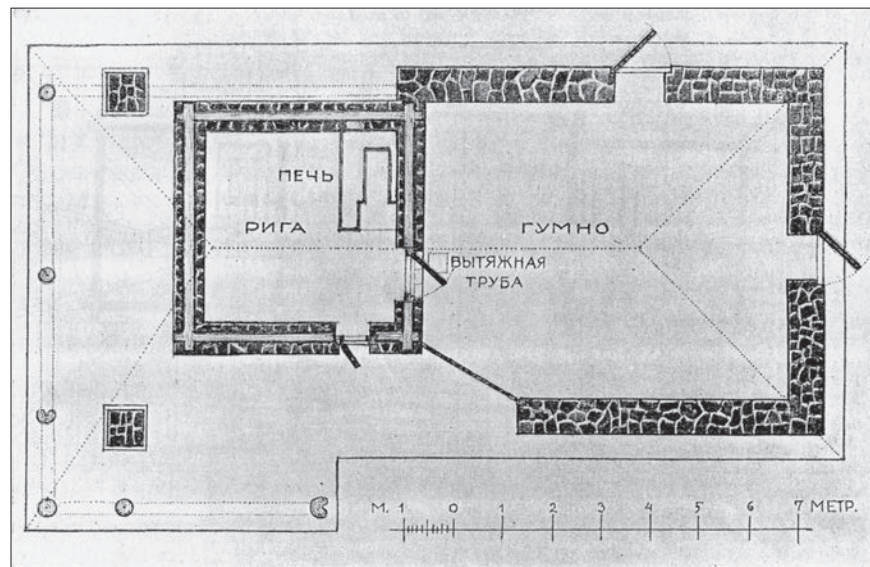 ПЕЧЬ
РИГА
ГУМНО
ВЫТЯЖНАЯ
ТРУБА
М. 1 0 1 2 3 4 5 6 7 МЕТР.